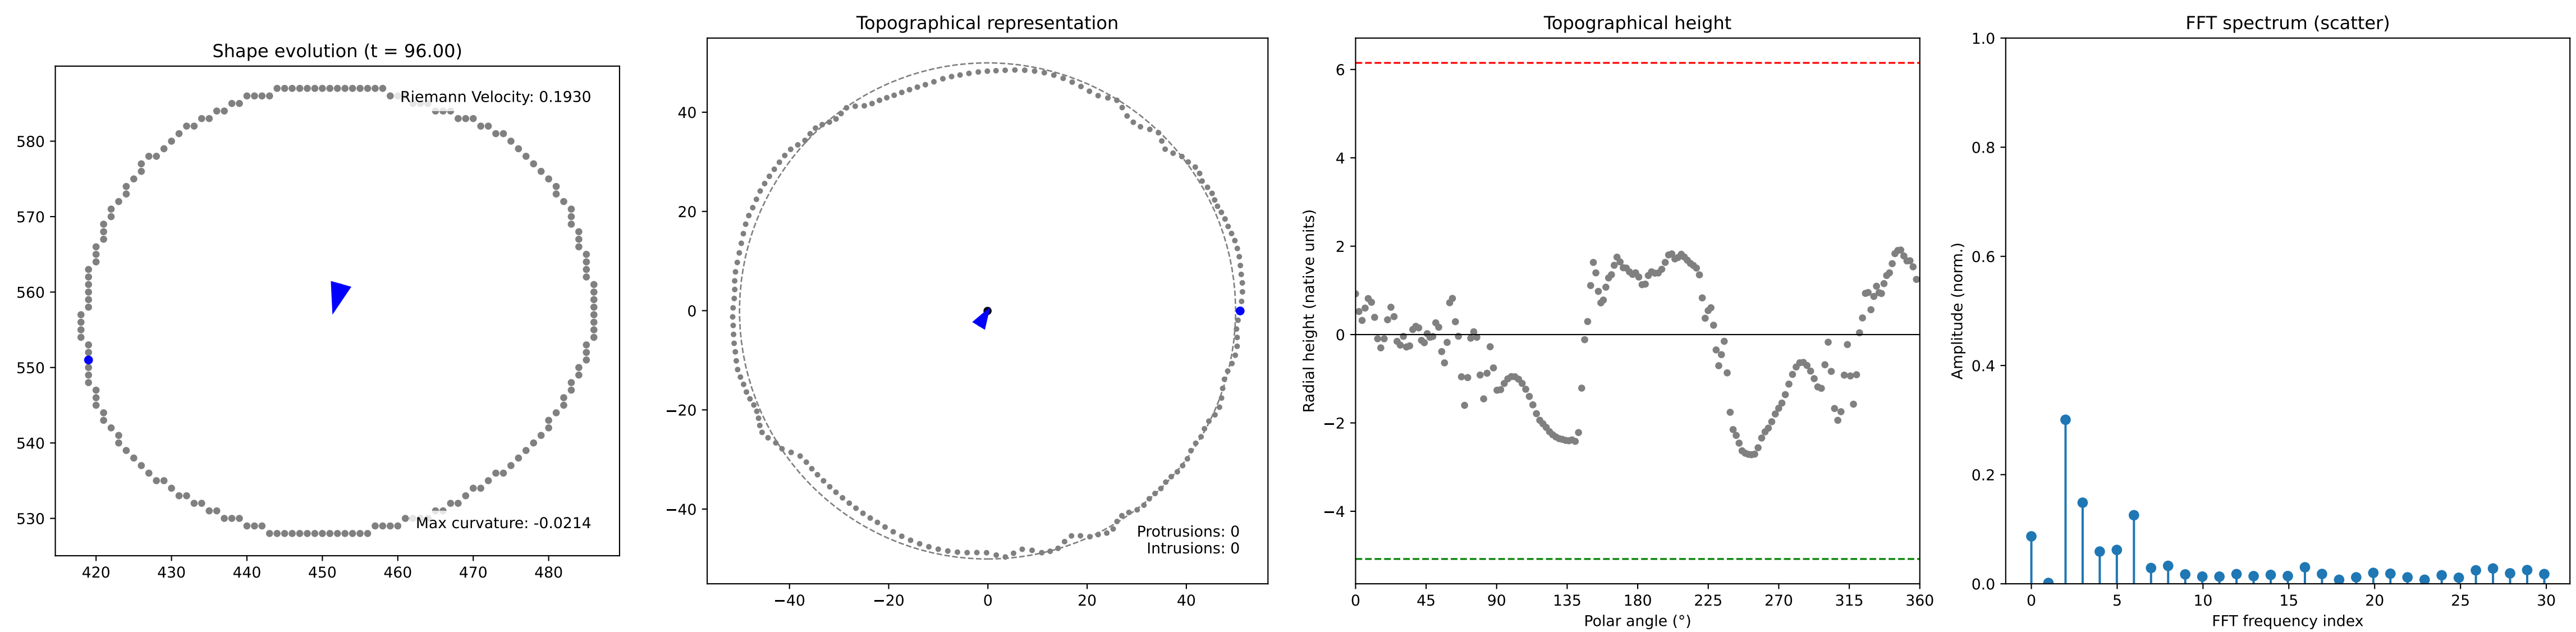 Shape evolution (t = 96.00)
Riemann Velocity: 0.1930
580
570
560
550
540
530
Max curvature: -0.0214
420 430 440 450 460 470 480
Topographical representation
40
20
0
−20
−40
Protrusions: 0
Intrusions: 0
−40 −20 0 20 40
Topographical height
Radial height (native units)
6
4
2
0
−2
−4
0 45 90 135 180 225 270 315 360
Polar angle (°)
FFT spectrum (scatter)
Amplitude (norm.)
1.0
0.8
0.6
0.4
0.2
0.0
0 5 10 15 20 25 30
FFT frequency index